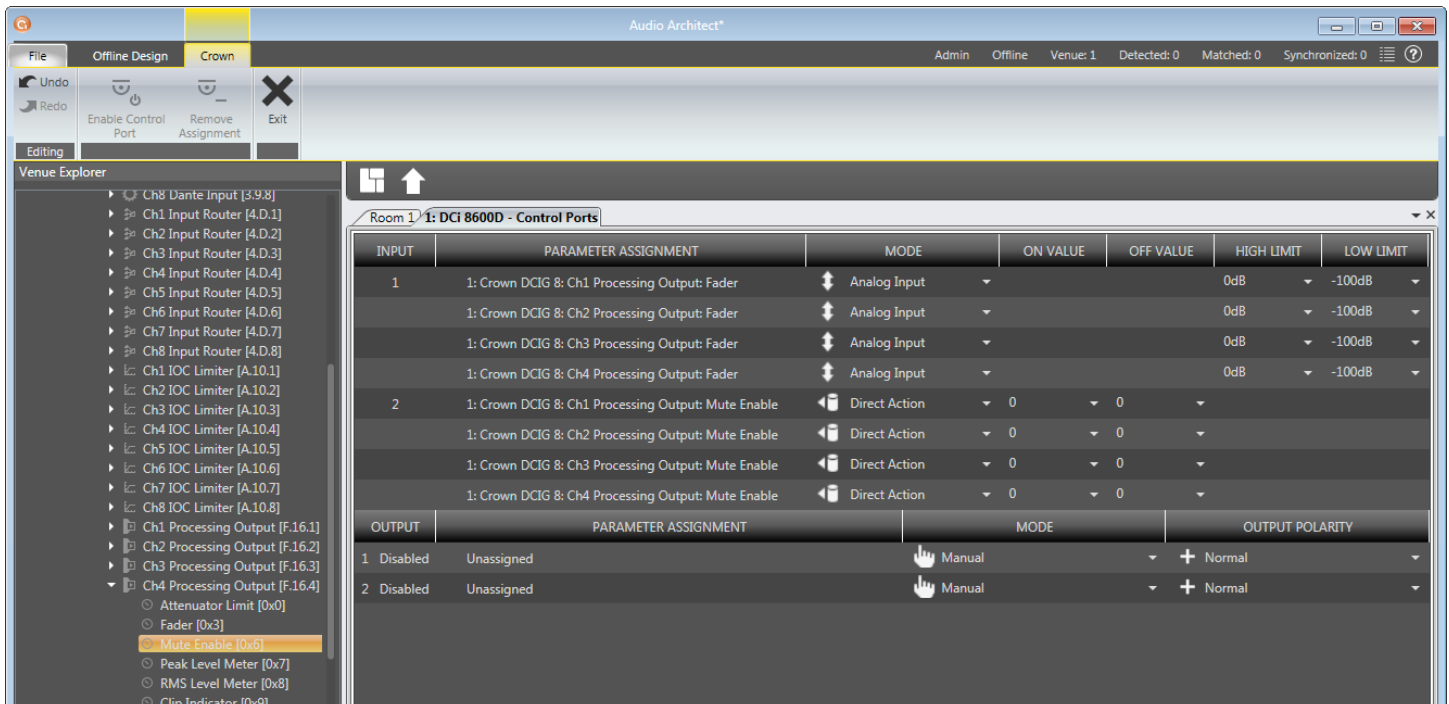 Audio Architect*
File Offline Design Crown Admin Offline Venue: 1 Detected: 0 Matched: 0 Synchronized: 0 ?
Undo
Redo
Enable Control Port
Remove Assignment
Exit
Editing
Venue Explorer
Ch8 Dante Input [3.9.8]
Ch1 Input Router [4.D.1]
Ch2 Input Router [4.D.2]
Ch3 Input Router [4.D.3]
Ch4 Input Router [4.D.4]
Ch5 Input Router [4.D.5]
Ch6 Input Router [4.D.6]
Ch7 Input Router [4.D.7]
Ch8 Input Router [4.D.8]
Ch1 IOC Limiter [A.10.1]
Ch2 IOC Limiter [A.10.2]
Ch3 IOC Limiter [A.10.3]
Ch4 IOC Limiter [A.10.4]
Ch5 IOC Limiter [A.10.5]
Ch6 IOC Limiter [A.10.6]
Ch7 IOC Limiter [A.10.7]
Ch8 IOC Limiter [A.10.8]
Ch1 Processing Output [F.16.1]
Ch2 Processing Output [F.16.2]
Ch3 Processing Output [F.16.3]
Ch4 Processing Output [F.16.4]
Attenuator Limit [0x0]
Fader [0x3]
Mute Enable [0x6]
Peak Level Meter [0x7]
RMS Level Meter [0x8]
Clip Indicator [0x9]
Room 1 1: DCi 8600D - Control Ports
INPUT PARAMETER ASSIGNMENT MODE ON VALUE OFF VALUE HIGH LIMIT LOW LIMIT
1 1: Crown DCIG 8: Ch1 Processing Output: Fader Analog Input 0dB -100dB
1: Crown DCIG 8: Ch2 Processing Output: Fader Analog Input 0dB -100dB
1: Crown DCIG 8: Ch3 Processing Output: Fader Analog Input 0dB -100dB
1: Crown DCIG 8: Ch4 Processing Output: Fader Analog Input 0dB -100dB
2 1: Crown DCIG 8: Ch1 Processing Output: Mute Enable Direct Action 0 0
1: Crown DCIG 8: Ch2 Processing Output: Mute Enable Direct Action 0 0
1: Crown DCIG 8: Ch3 Processing Output: Mute Enable Direct Action 0 0
1: Crown DCIG 8: Ch4 Processing Output: Mute Enable Direct Action 0 0
OUTPUT PARAMETER ASSIGNMENT MODE OUTPUT POLARITY
1 Disabled Unassigned Manual Normal
2 Disabled Unassigned Manual Normal